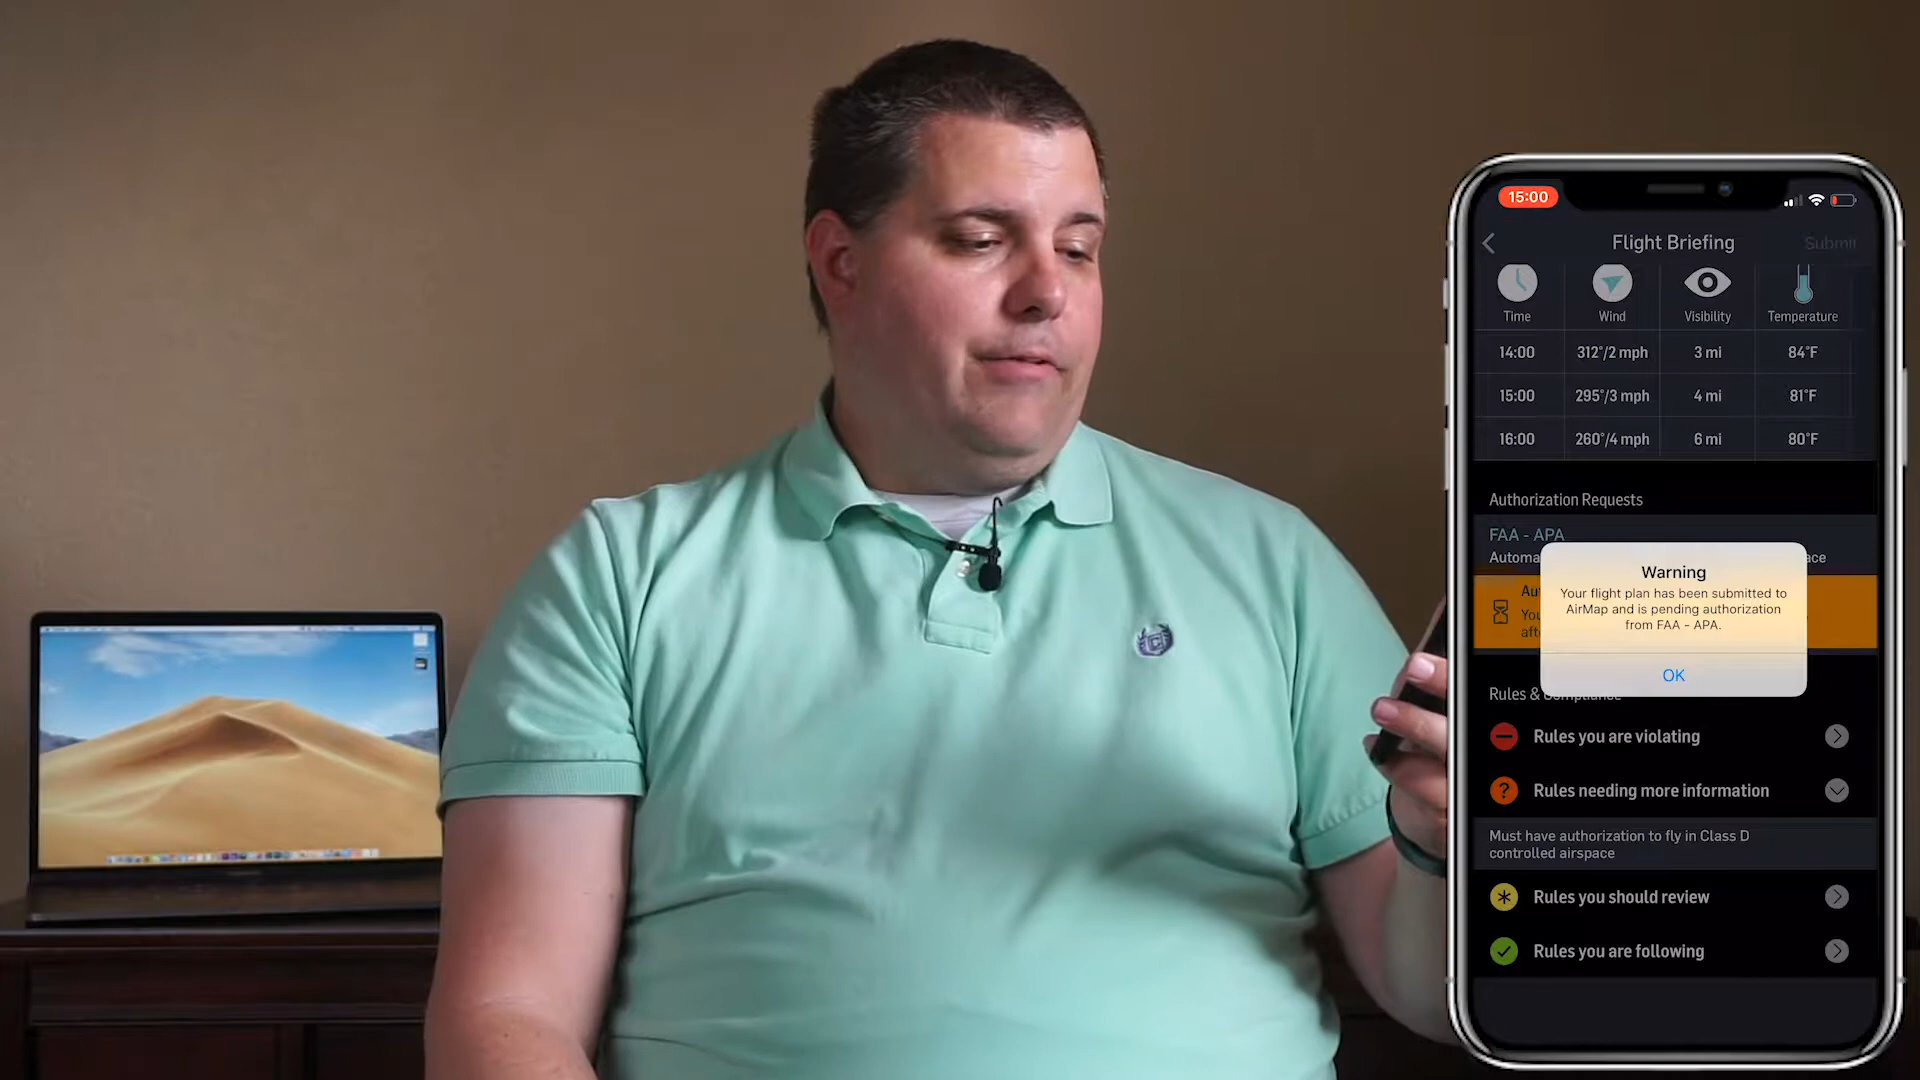 15:00
Flight Briefing
Submit
Time
Wind
Visibility
Temperature
14:00
312°/2 mph
3 mi
84°F
15:00
295°/3 mph
4 mi
81°F
16:00
260°/4 mph
6 mi
80°F
Authorization Requests
FAA - APA
Warning
Your flight plan has been submitted to
AirMap and is pending authorization
from FAA - APA.
OK
Rules &
Rules you are violating
Rules needing more information
Must have authorization to fly in Class D
controlled airspace
Rules you should review
Rules you are following